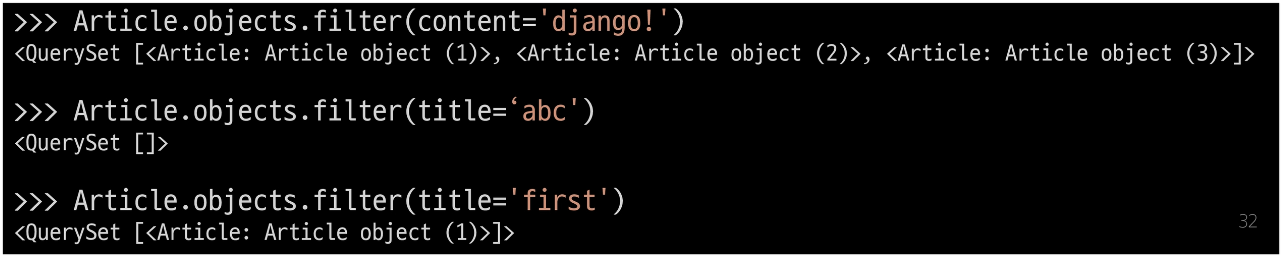 >>> Article.objects.filter(content='django!')
<QuerySet [<Article: Article object (1)>, <Article: Article object (2)>, <Article: Article object (3)>]>
>>> Article.objects.filter(title=‘abc')
<QuerySet []>
>>> Article.objects.filter(title='first')
<QuerySet [<Article: Article object (1)>]>
32